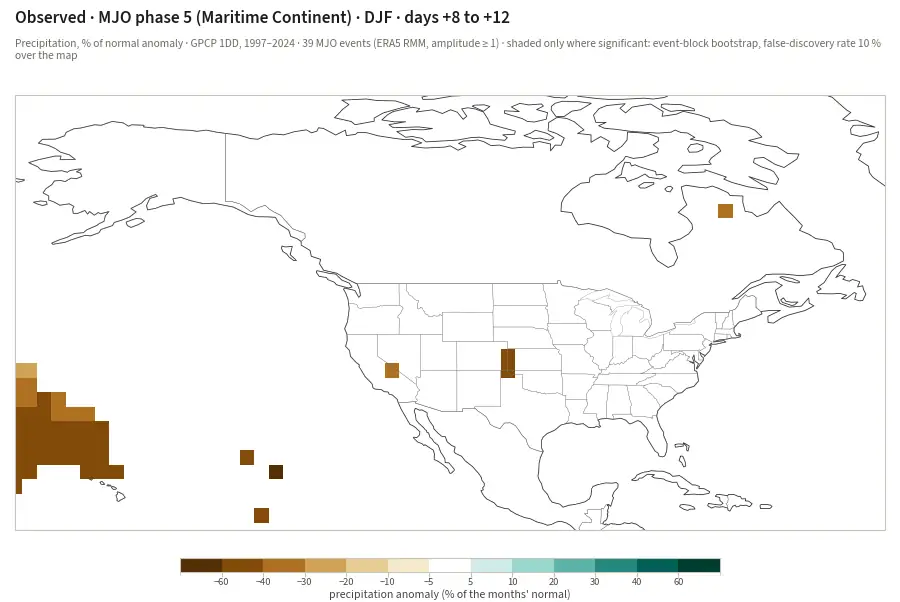 Observed · MJO phase 5 (Maritime Continent) · DJF · days +8 to +12
Precipitation, % of normal anomaly · GPCP 1DD, 1997–2024 · 39 MJO events (ERA5 RMM, amplitude ≥ 1) · shaded only where significant: event-block bootstrap, false-discovery rate 10 %
over the map
−60 −40 −30 −20 −10 −5 5 10 20 30 40 60
precipitation anomaly (% of the months' normal)